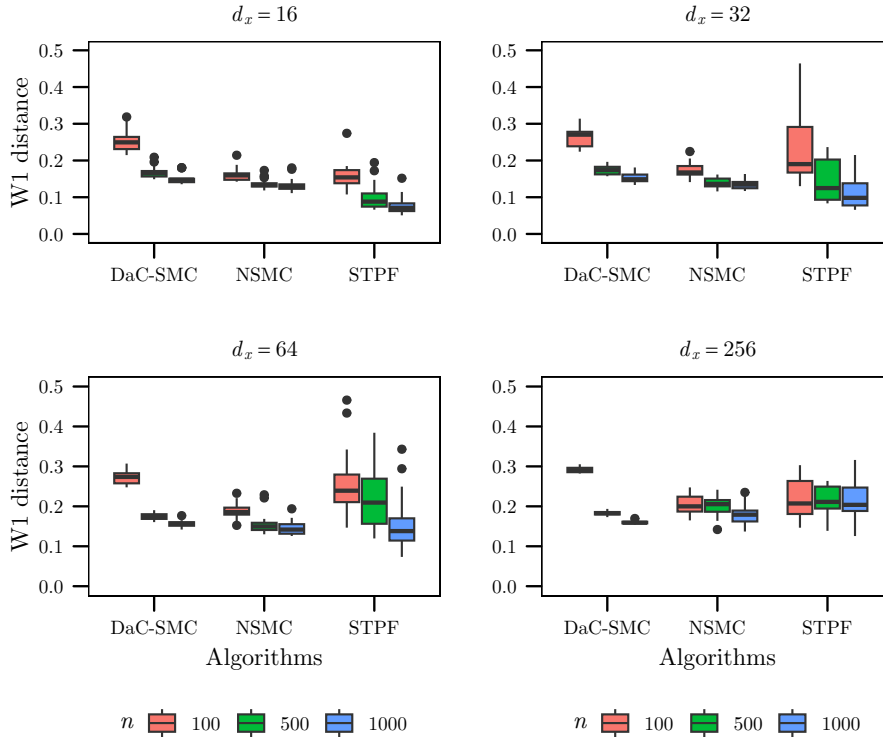 d_x = 16
d_x = 32
W1 distance
0.5
0.4
0.3
0.2
0.1
0.0
DaC-SMC NSMC STPF
0.5
0.4
0.3
0.2
0.1
0.0
DaC-SMC NSMC STPF
d_x = 64
d_x = 256
W1 distance
0.5
0.4
0.3
0.2
0.1
0.0
DaC-SMC NSMC STPF
Algorithms
0.5
0.4
0.3
0.2
0.1
0.0
DaC-SMC NSMC STPF
Algorithms
n 100 500 1000
n 100 500 1000